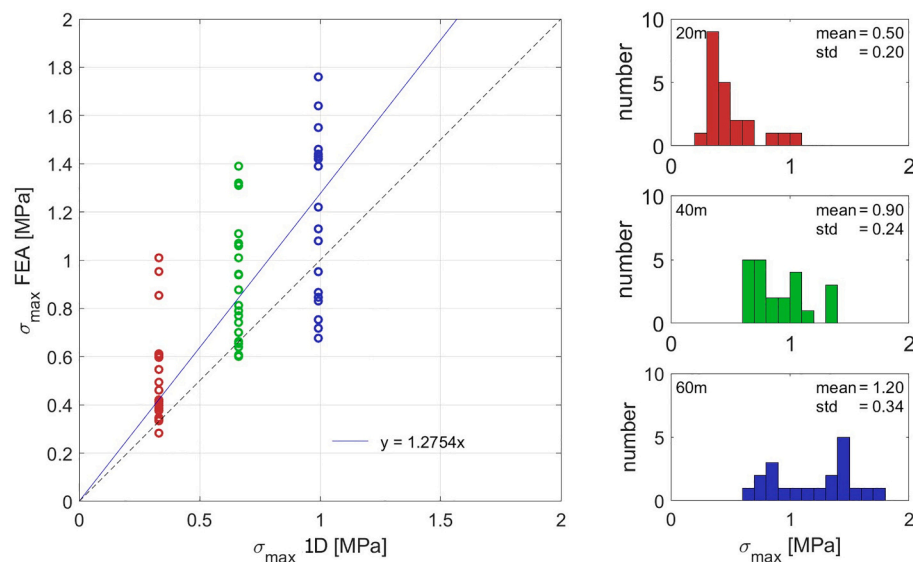 2
1.8
1.6
1.4
1.2
1
0.8
0.6
0.4
0.2
0
0
0.5
1
1.5
2
σmax FEA [MPa]
σmax 1D [MPa]
y = 1.2754x
10
5
0
0
1
2
number
20m
mean = 0.50
std = 0.20
10
5
0
0
1
2
number
40m
mean = 0.90
std = 0.24
10
5
0
0
1
2
number
60m
mean = 1.20
std = 0.34
σmax [MPa]